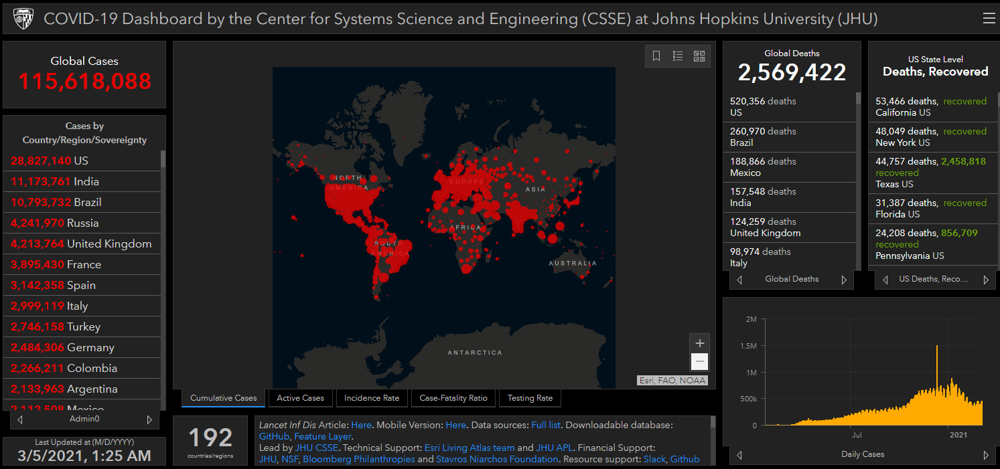 COVID-19 Dashboard by the Center for Systems Science and Engineering (CSSE) at Johns Hopkins University (JHU)
Global Cases
115,618,088
Cases by
Country/Region/Sovereignty
28,827,140 US
11,173,761 India
10,793,732 Brazil
4,241,970 Russia
4,213,764 United Kingdom
3,895,430 France
3,142,358 Spain
2,999,119 Italy
2,746,158 Turkey
2,484,306 Germany
2,266,211 Colombia
2,133,963 Argentina
2,112,508 Mexico
Admin0
Last Updated at (M/D/YYYY)
3/5/2021, 1:25 AM
NORTH
AMERICA
EUROPE
ASIA
AFRICA
SOUTH
AMERICA
AUSTRALIA
ANTARCTICA
+
−
Esri, FAO, NOAA
Cumulative Cases
Active Cases
Incidence Rate
Case-Fatality Ratio
Testing Rate
192
countries/regions
Lancet Inf Dis Article: Here. Mobile Version: Here. Data sources: Full list. Downloadable database:
GitHub, Feature Layer.
Lead by JHU CSSE. Technical Support: Esri Living Atlas team and JHU APL. Financial Support:
JHU, NSF, Bloomberg Philanthropies and Stavros Niarchos Foundation. Resource support: Slack, Github
Global Deaths
2,569,422
520,356 deaths
US
260,970 deaths
Brazil
188,866 deaths
Mexico
157,548 deaths
India
124,259 deaths
United Kingdom
98,974 deaths
Italy
Global Deaths
US State Level
Deaths, Recovered
53,466 deaths, recovered
California US
48,049 deaths, recovered
New York US
44,757 deaths, 2,458,818
recovered
Texas US
31,387 deaths, recovered
Florida US
24,208 deaths, 856,709
recovered
Pennsylvania US
US Deaths, Reco...
2M
1.5M
1M
500k
0
Jul
2021
Daily Cases